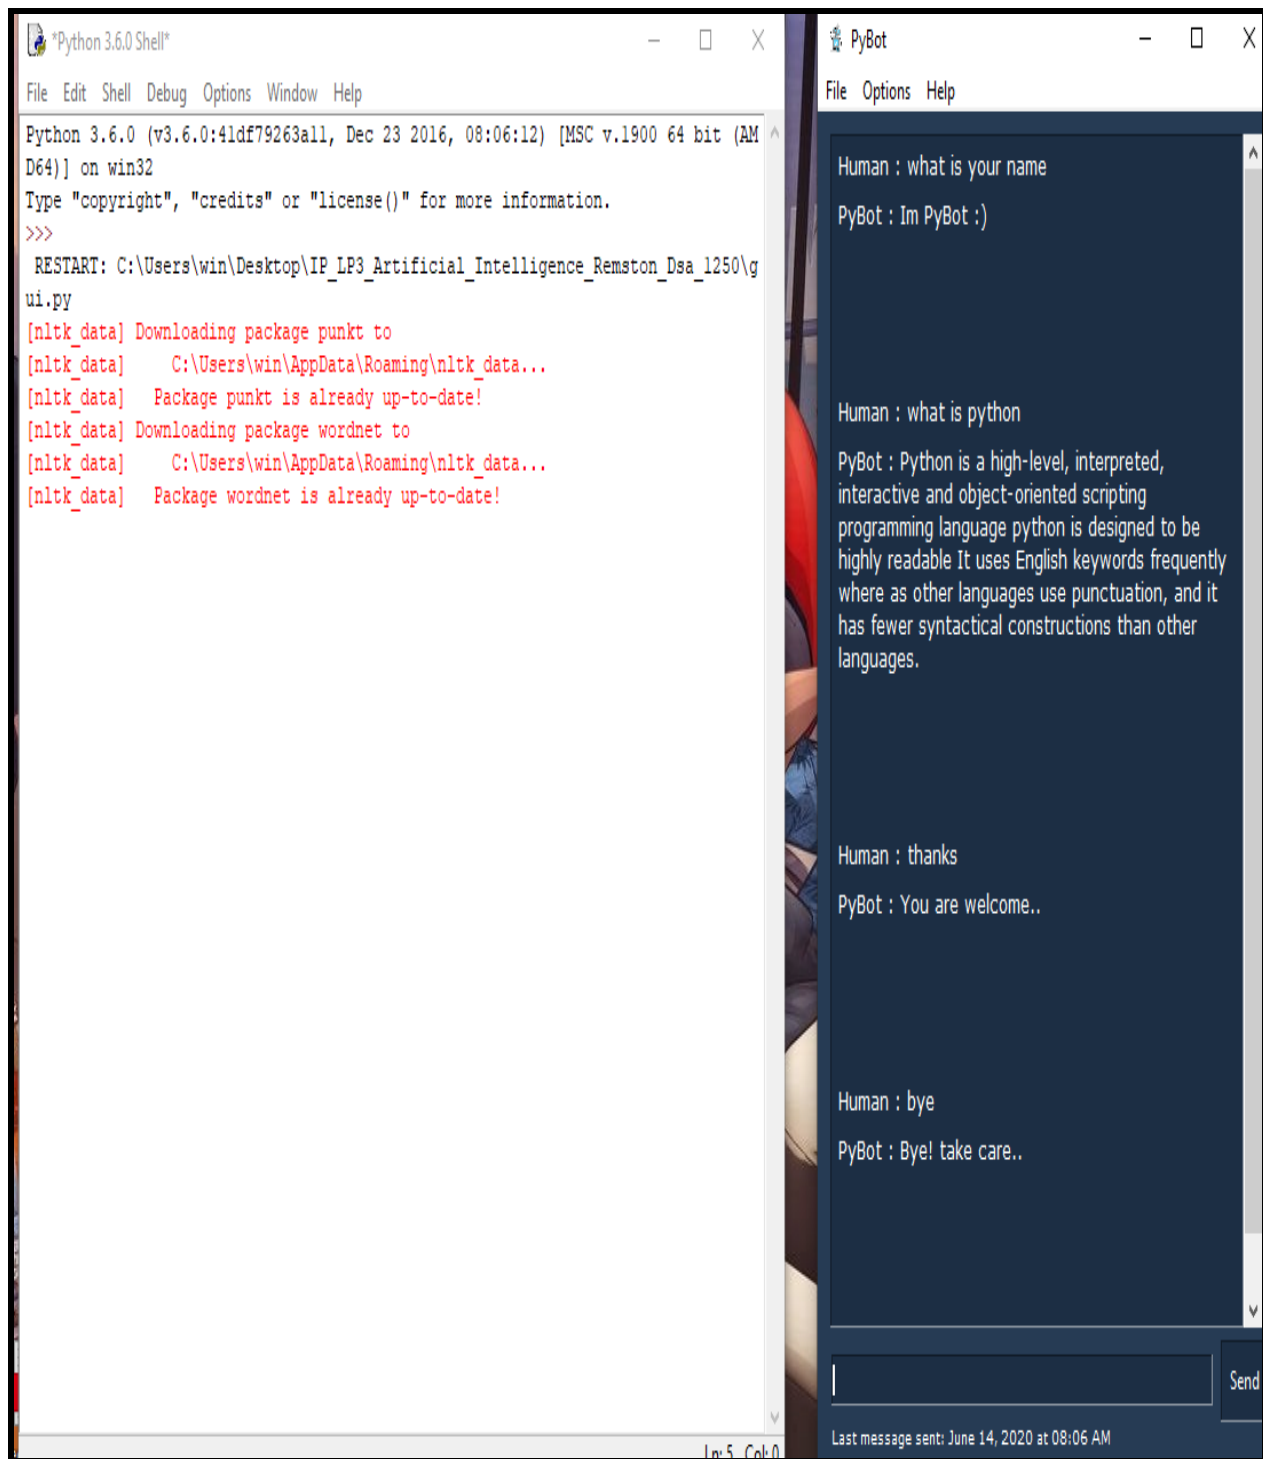 *Python 3.6.0 Shell*
File Edit Shell Debug Options Window Help
Python 3.6.0 (v3.6.0:41df79263a11, Dec 23 2016, 08:06:12) [MSC v.1900 64 bit (AM
D64)] on win32
Type "copyright", "credits" or "license()" for more information.
>>>
RESTART: C:\Users\win\Desktop\IP_LP3_Artificial_Intelligence_Remston_Dsa_1250\g
ui.py
[nltk_data] Downloading package punkt to
[nltk_data]     C:\Users\win\AppData\Roaming\nltk_data...
[nltk_data]   Package punkt is already up-to-date!
[nltk_data] Downloading package wordnet to
[nltk_data]     C:\Users\win\AppData\Roaming\nltk_data...
[nltk_data]   Package wordnet is already up-to-date!
Ln: 5 Col: 0
PyBot
File Options Help
Human : what is your name
PyBot : Im PyBot :)
Human : what is python
PyBot : Python is a high-level, interpreted,
interactive and object-oriented scripting
programming language python is designed to be
highly readable It uses English keywords frequently
where as other languages use punctuation, and it
has fewer syntactical constructions than other
languages.
Human : thanks
PyBot : You are welcome..
Human : bye
PyBot : Bye! take care..
Send
Last message sent: June 14, 2020 at 08:06 AM